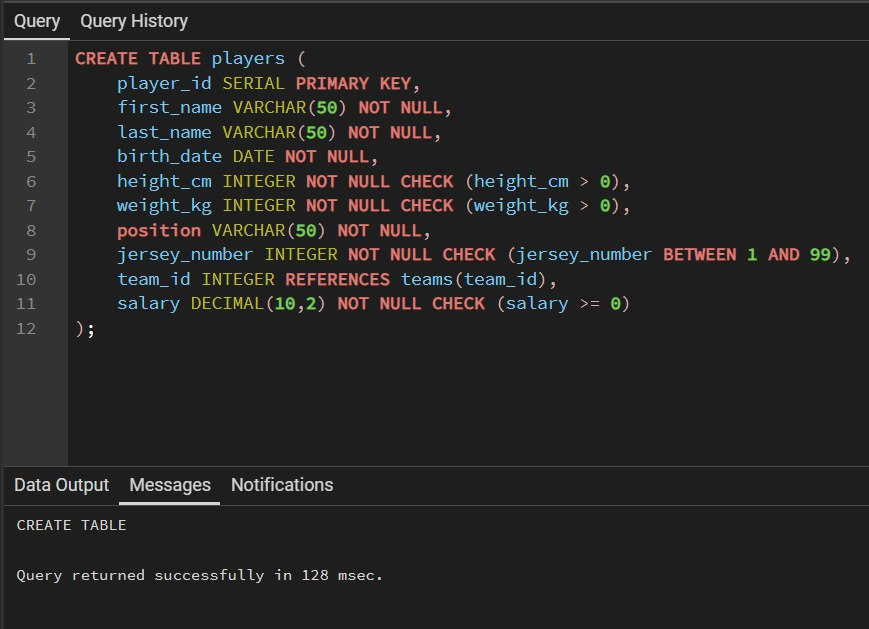 Query Query History
1 CREATE TABLE players (
2     player_id SERIAL PRIMARY KEY,
3     first_name VARCHAR(50) NOT NULL,
4     last_name VARCHAR(50) NOT NULL,
5     birth_date DATE NOT NULL,
6     height_cm INTEGER NOT NULL CHECK (height_cm > 0),
7     weight_kg INTEGER NOT NULL CHECK (weight_kg > 0),
8     position VARCHAR(50) NOT NULL,
9     jersey_number INTEGER NOT NULL CHECK (jersey_number BETWEEN 1 AND 99),
10     team_id INTEGER REFERENCES teams(team_id),
11     salary DECIMAL(10,2) NOT NULL CHECK (salary >= 0)
12 );
Data Output Messages Notifications
CREATE TABLE
Query returned successfully in 128 msec.